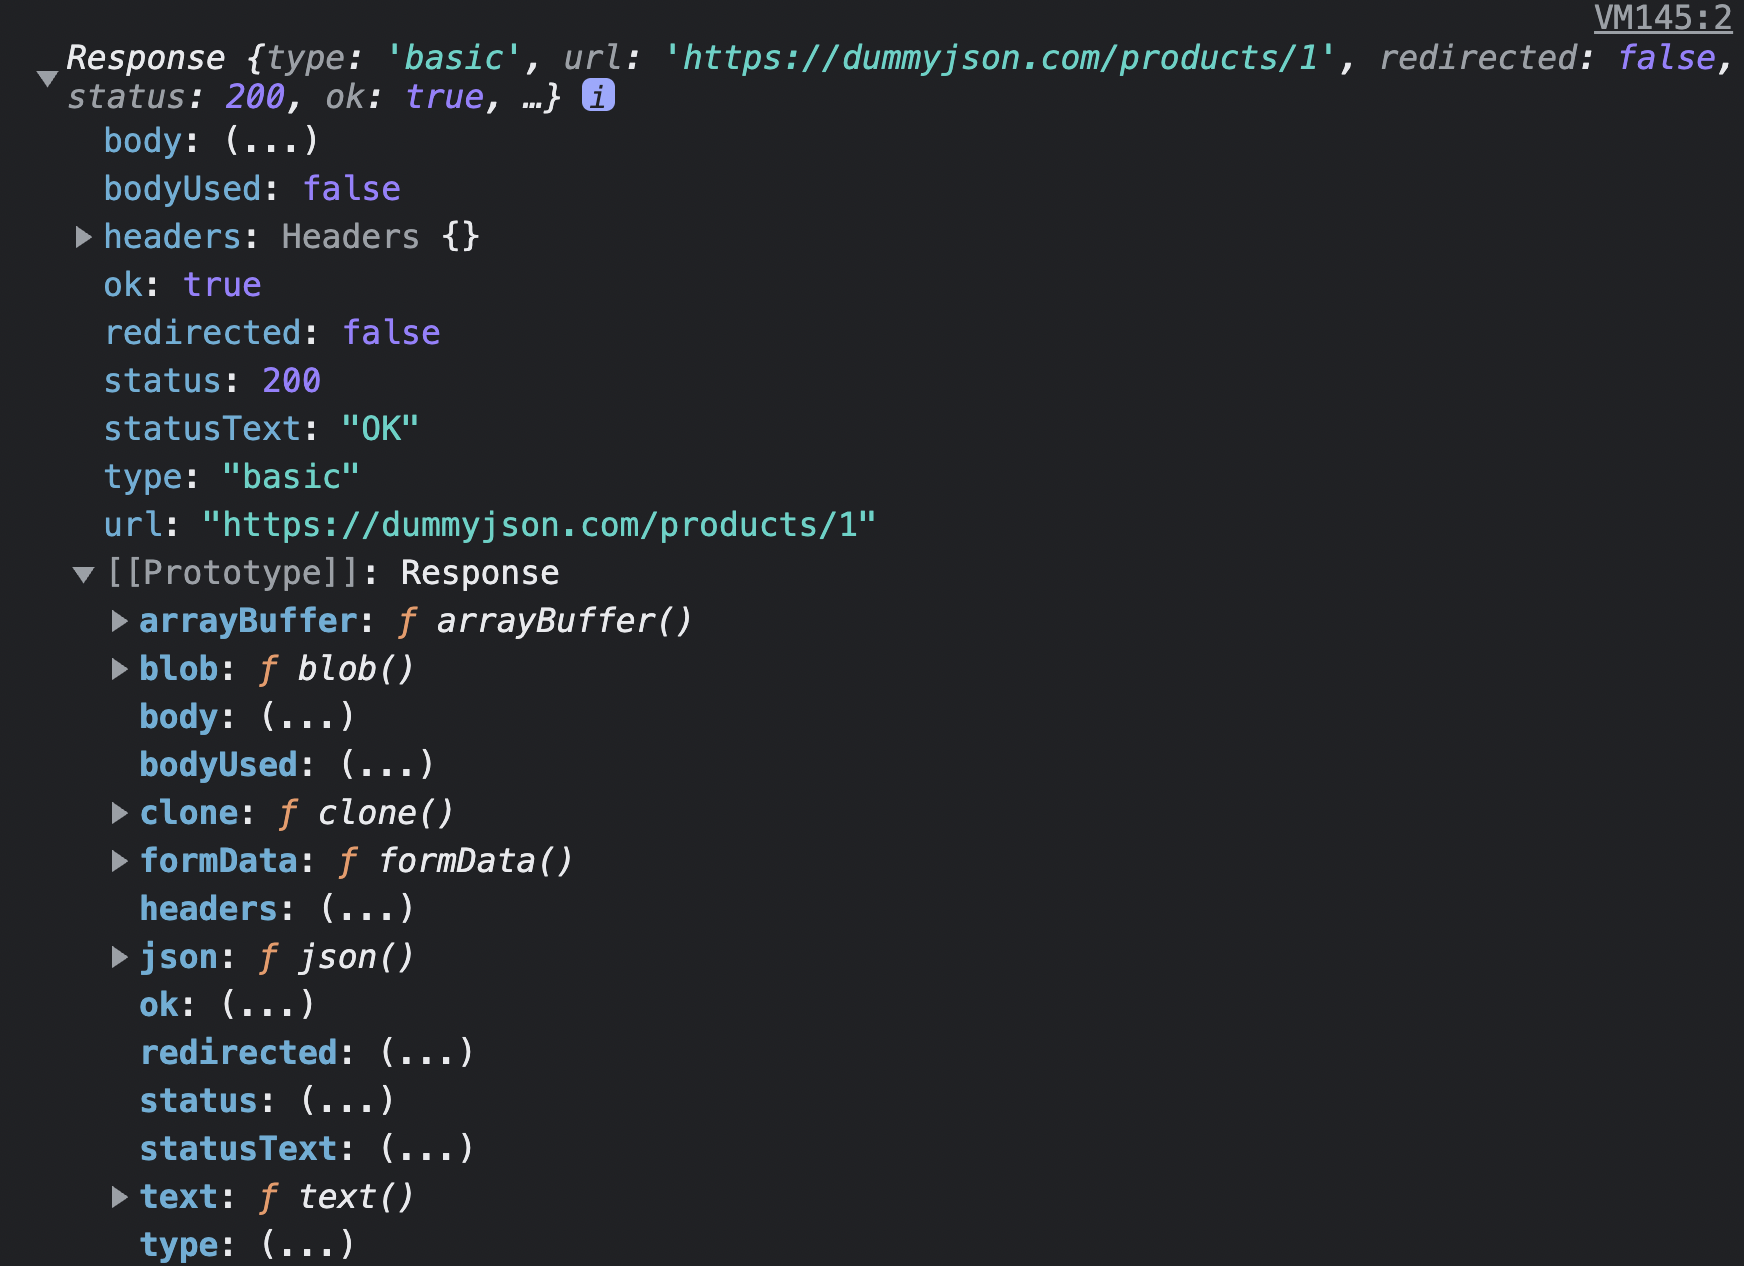 VM145:2
Response {type: 'basic', url: 'https://dummyjson.com/products/1', redirected: false,
status: 200, ok: true, …} i
body: (...)
bodyUsed: false
headers: Headers {}
ok: true
redirected: false
status: 200
statusText: "OK"
type: "basic"
url: "https://dummyjson.com/products/1"
[[Prototype]]: Response
arrayBuffer: ƒ arrayBuffer()
blob: ƒ blob()
body: (...)
bodyUsed: (...)
clone: ƒ clone()
formData: ƒ formData()
headers: (...)
json: ƒ json()
ok: (...)
redirected: (...)
status: (...)
statusText: (...)
text: ƒ text()
type: (...)